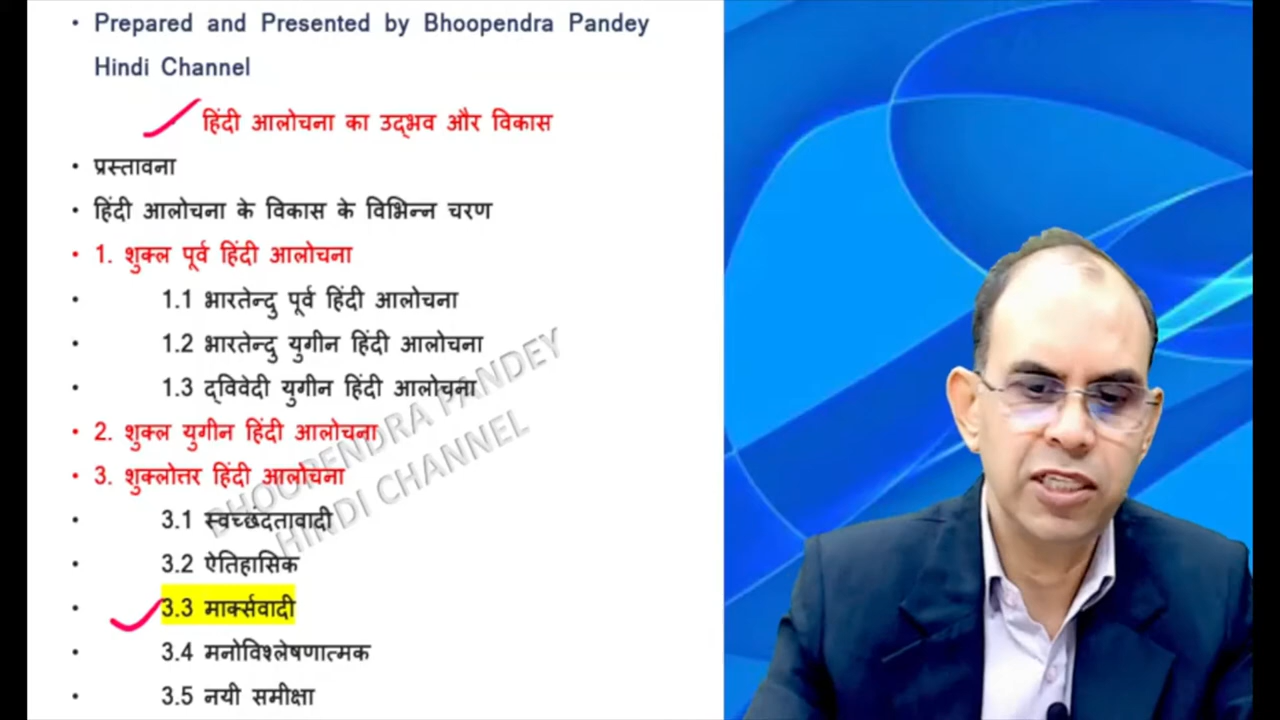 • Prepared and Presented by Bhoopendra Pandey
Hindi Channel
हिंदी आलोचना का उद्भव और विकास
• प्रस्तावना
• हिंदी आलोचना के विकास के विभिन्न चरण
• 1. शुक्ल पूर्व हिंदी आलोचना
• 1.1 भारतेन्दु पूर्व हिंदी आलोचना
• 1.2 भारतेन्दु युगीन हिंदी आलोचना
• 1.3 द्विवेदी युगीन हिंदी आलोचना
• 2. शुक्ल युगीन हिंदी आलोचना
• 3. शुक्लोत्तर हिंदी आलोचना
• 3.1 स्वच्छंदतावादी
• 3.2 ऐतिहासिक
• 3.3 मार्क्सवादी
• 3.4 मनोविश्लेषणात्मक
• 3.5 नयी समीक्षा
BHOOPENDRA PANDEY
HINDI CHANNEL